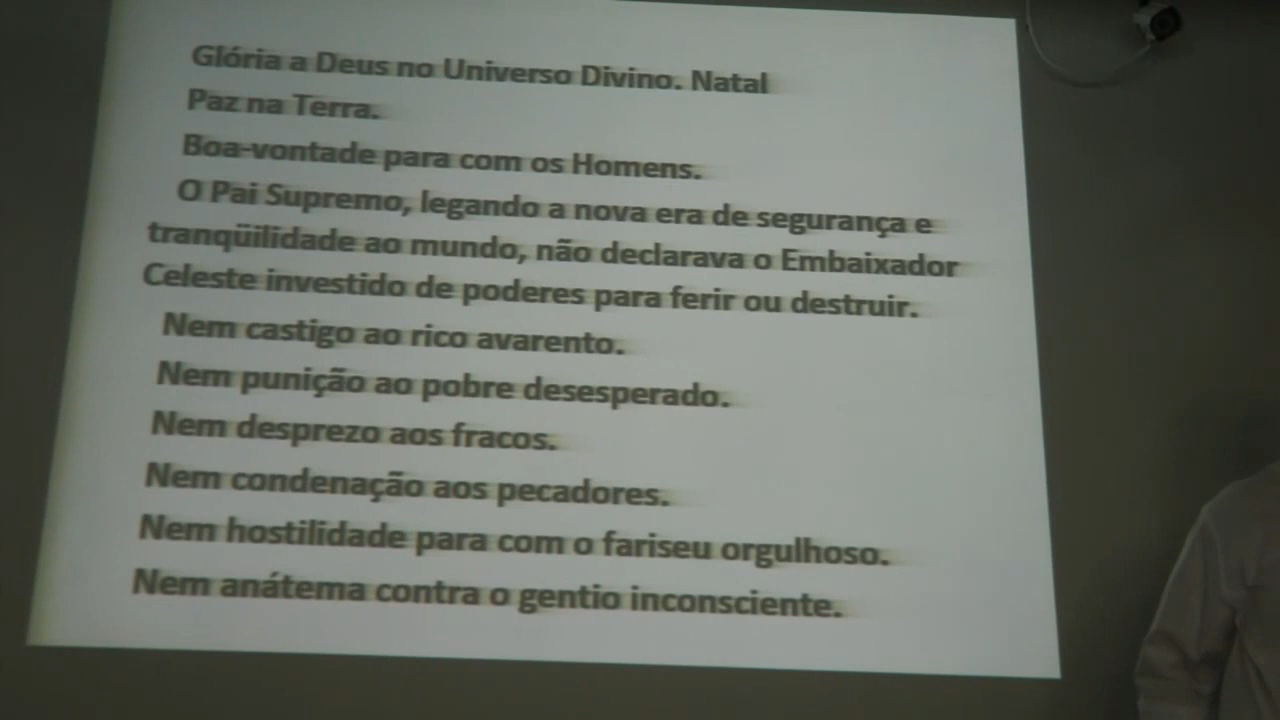 Glória a Deus no Universo Divino. Natal
Paz na Terra.
Boa-vontade para com os Homens.
O Pai Supremo, legando a nova era de segurança e
tranqüilidade ao mundo, não declarava o Embaixador
Celeste investido de poderes para ferir ou destruir.
Nem castigo ao rico avarento.
Nem punição ao pobre desesperado.
Nem desprezo aos fracos.
Nem condenação aos pecadores.
Nem hostilidade para com o fariseu orgulhoso.
Nem anátema contra o gentio inconsciente.